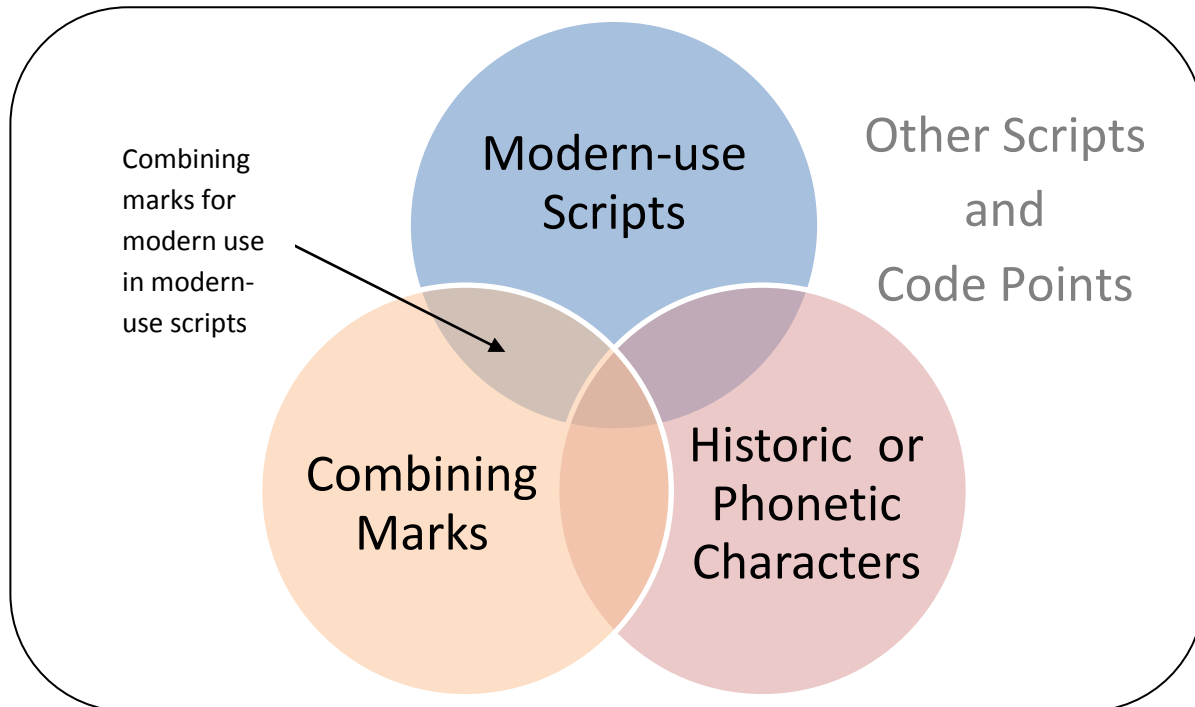 Modern-use
Scripts
Other Scripts
and
Code Points
Combining
marks for
modern use
in modern-
use scripts
Combining
Marks
Historic or
Phonetic
Characters